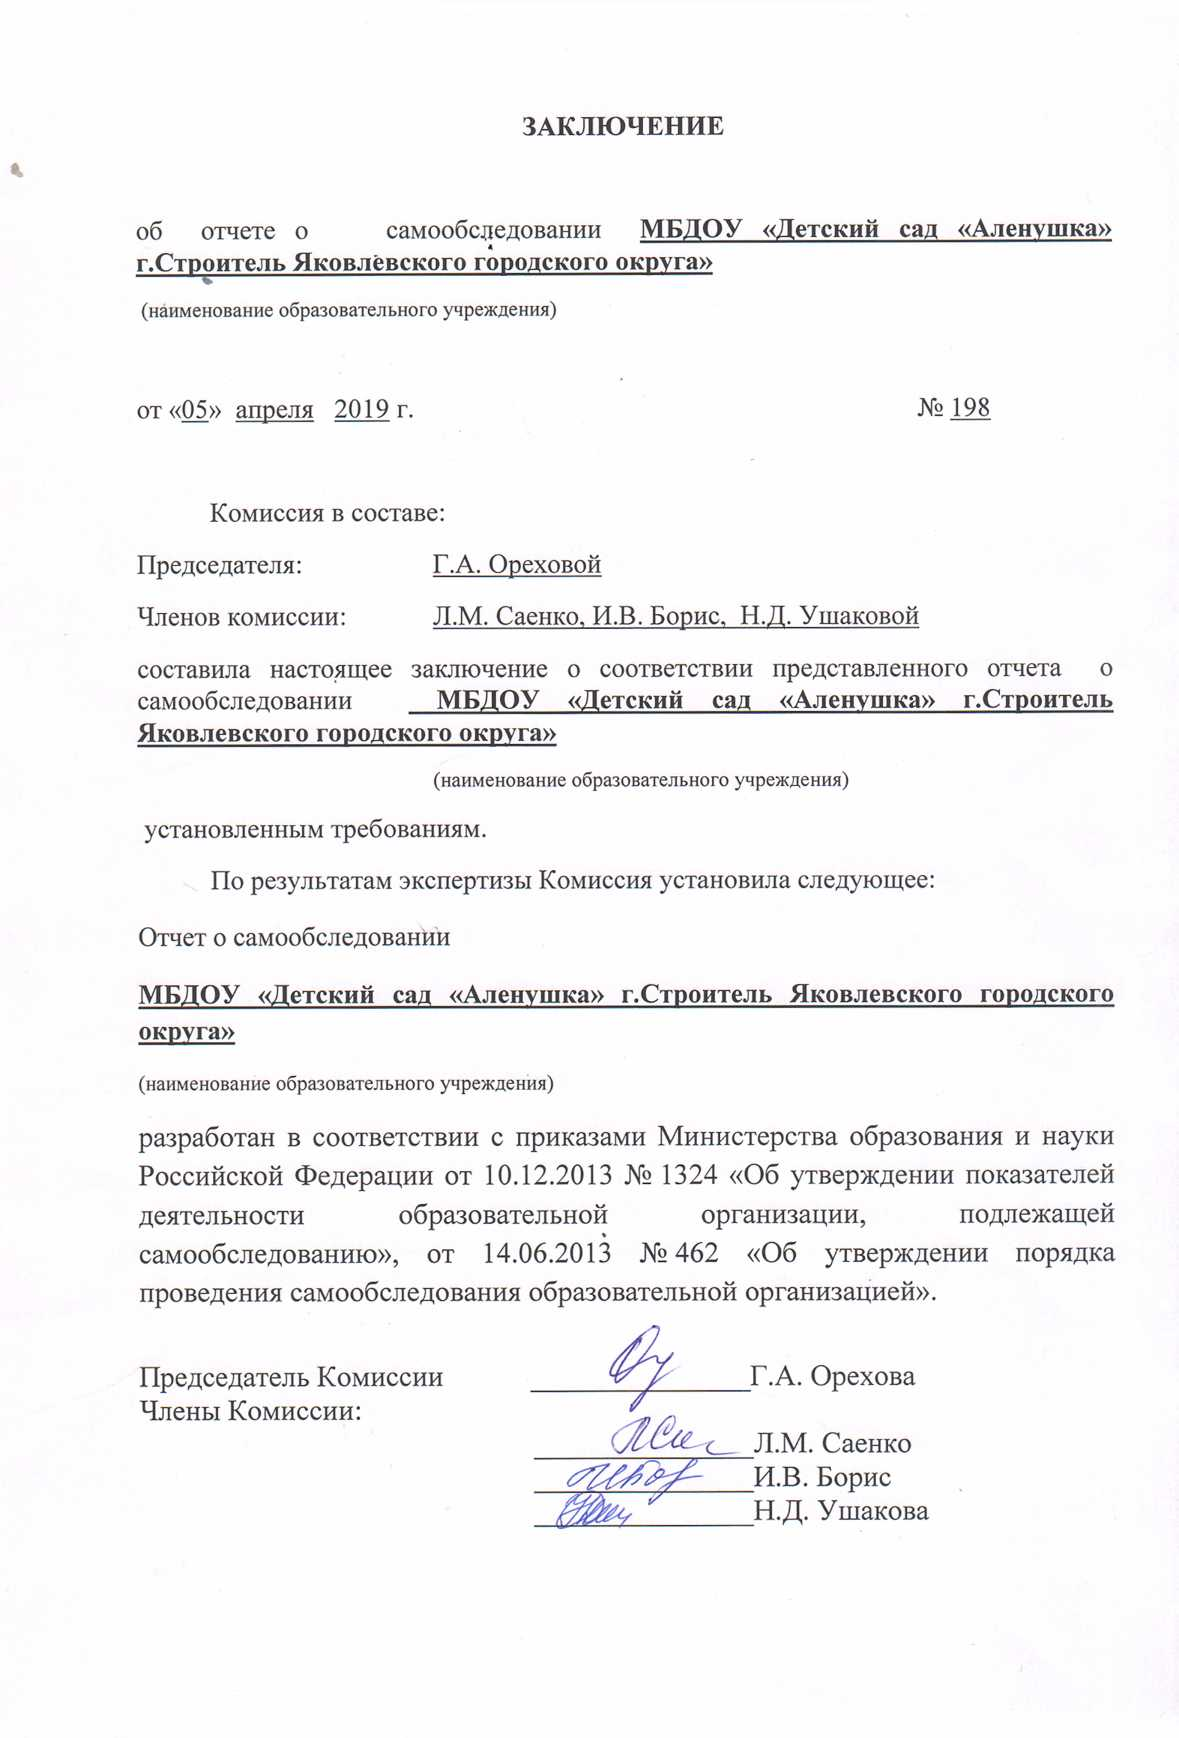 ЗАКЛЮЧЕНИЕ
об отчете о самообследовании МБДОУ «Детский сад «Аленушка»
г.Строитель Яковлевского городского округа»
(наименование образовательного учреждения)
от «05» апреля 2019 г. № 198
Комиссия в составе:
Председателя: Г.А. Ореховой
Членов комиссии: Л.М. Саенко, И.В. Борис, Н.Д. Ушаковой
составила настоящее заключение о соответствии представленного отчета о
самообследовании МБДОУ «Детский сад «Аленушка» г.Строитель
Яковлевского городского округа»
(наименование образовательного учреждения)
установленным требованиям.
По результатам экспертизы Комиссия установила следующее:
Отчет о самообследовании
МБДОУ «Детский сад «Аленушка» г.Строитель Яковлевского городского
округа»
(наименование образовательного учреждения)
разработан в соответствии с приказами Министерства образования и науки
Российской Федерации от 10.12.2013 № 1324 «Об утверждении показателей
деятельности образовательной организации, подлежащей
самообследованию», от 14.06.2013 № 462 «Об утверждении порядка
проведения самообследования образовательной организацией».
Председатель Комиссии Г.А. Орехова
Члены Комиссии:
Л.М. Саенко
И.В. Борис
Н.Д. Ушакова